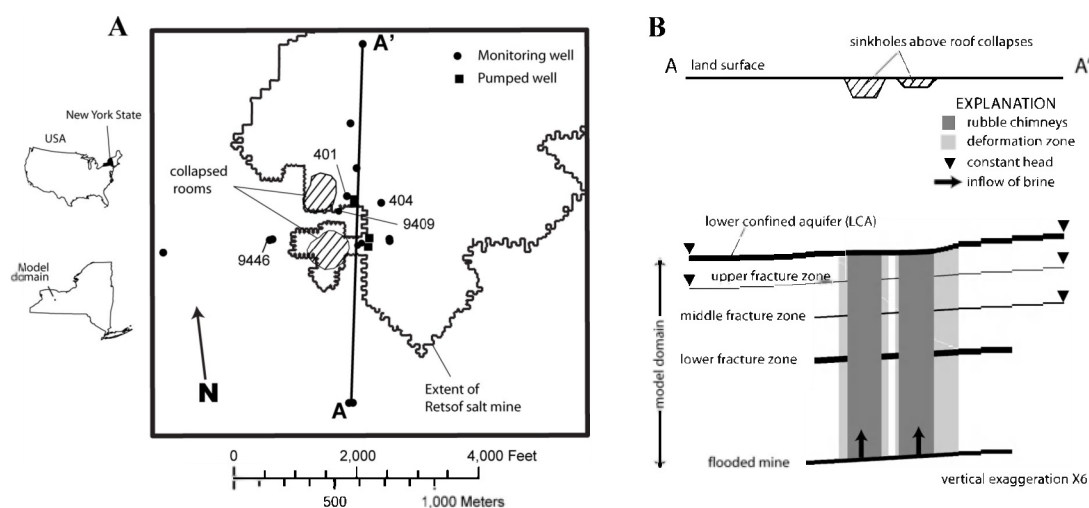 A
B
A'
Monitoring well
Pumped well
New York State
USA
401
collapsed
rooms
404
9409
9446
Model
domain
N
A
Extent of
Retsof salt mine
0
2,000
4,000 Feet
500
1,000 Meters
sinkholes above roof collapses
A
land surface
A'
EXPLANATION
rubble chimneys
deformation zone
constant head
inflow of brine
lower confined aquifer (LCA)
upper fracture zone
middle fracture zone
lower fracture zone
model domain
flooded mine
vertical exaggeration X6